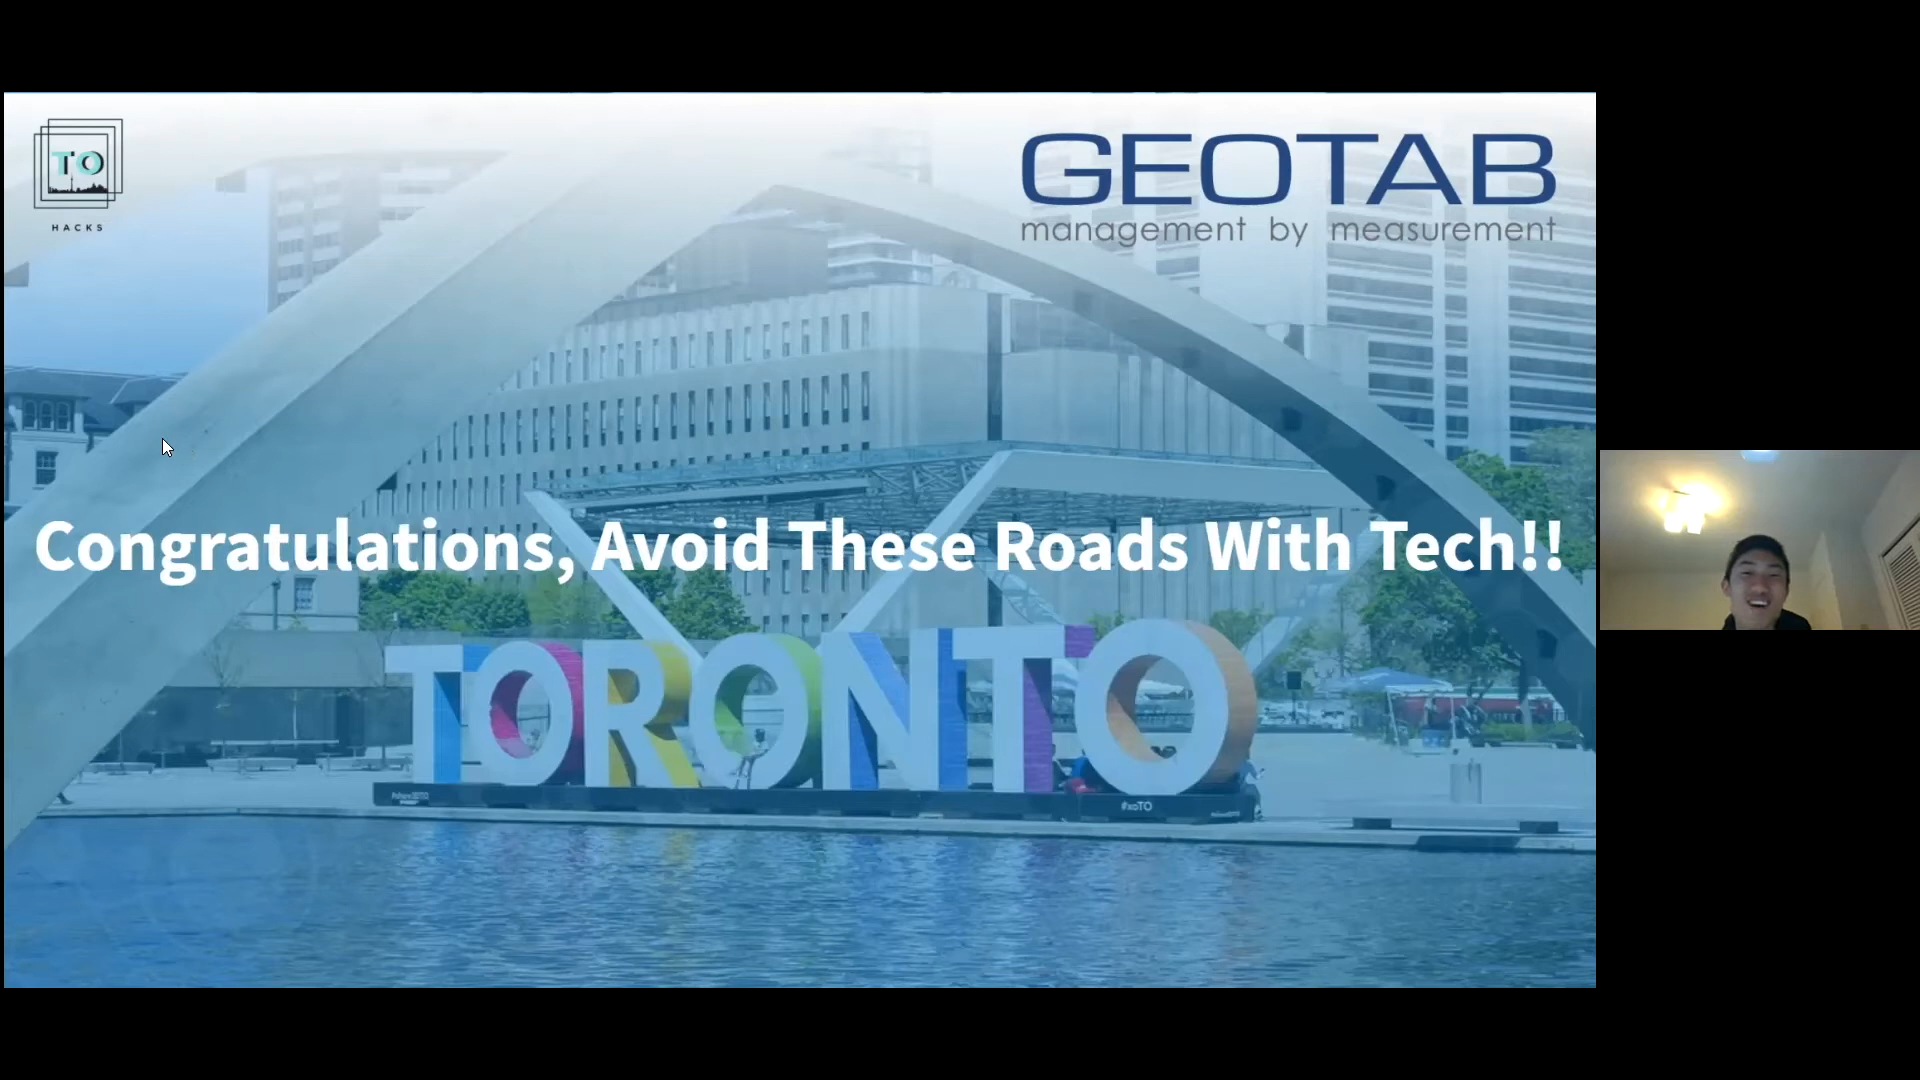 TO
HACKS
GEOTAB
management by measurement
Congratulations, Avoid These Roads With Tech!!
TORONTO
#xoTO